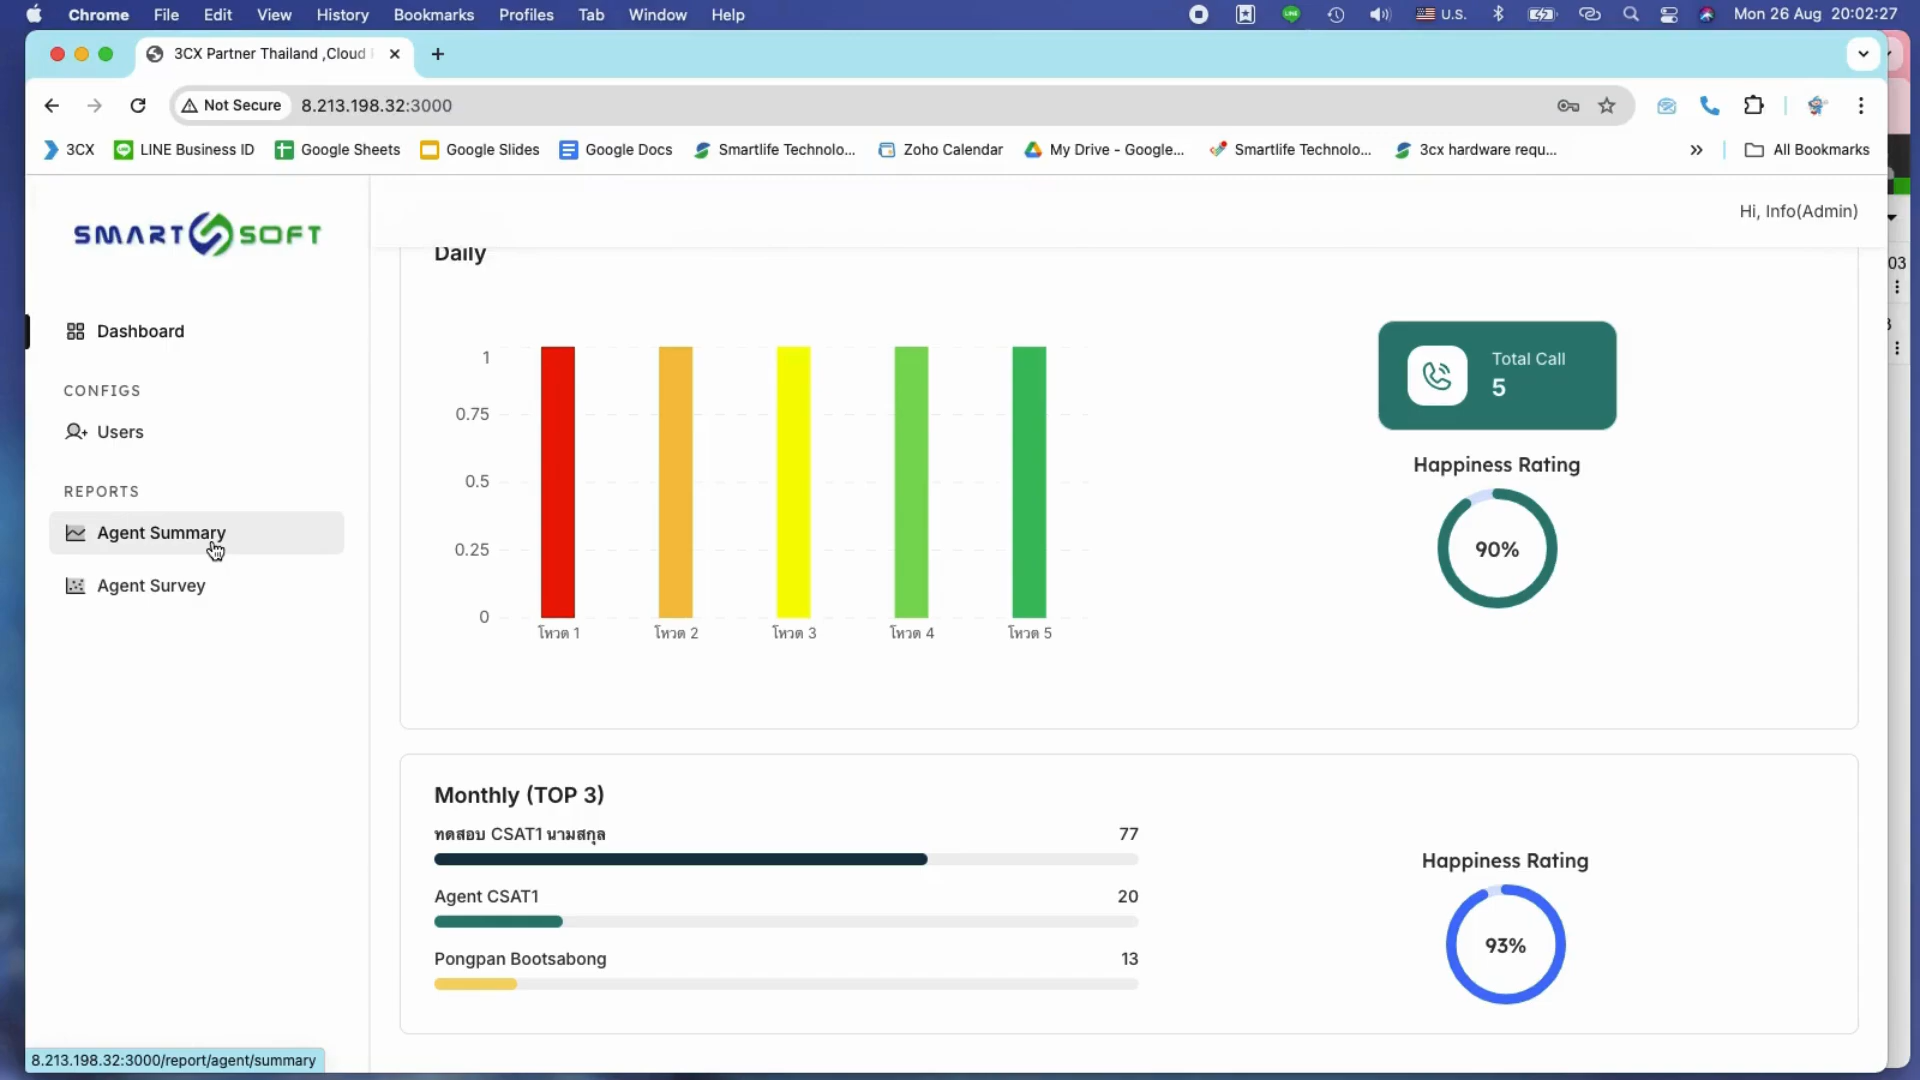 Chrome File Edit View History Bookmarks Profiles Tab Window Help U.S. Mon 26 Aug 20:02:27
3CX Partner Thailand ,Cloud
Not Secure 8.213.198.32:3000
3CX LINE Business ID Google Sheets Google Slides Google Docs Smartlife Technolo... Zoho Calendar My Drive - Google... Smartlife Technolo... 3cx hardware requ... » All Bookmarks
SMART SOFT
Hi, Info(Admin)
Dashboard
CONFIGS
Users
REPORTS
Agent Summary
Agent Survey
Daily
1
0.75
0.5
0.25
0
โหวต 1 โหวต 2 โหวต 3 โหวต 4 โหวต 5
Total Call
5
Happiness Rating
90%
Monthly (TOP 3)
ทดสอบ CSAT1 นามสกุล 77
Agent CSAT1 20
Pongpan Bootsabong 13
Happiness Rating
93%
03
8.213.198.32:3000/report/agent/summary